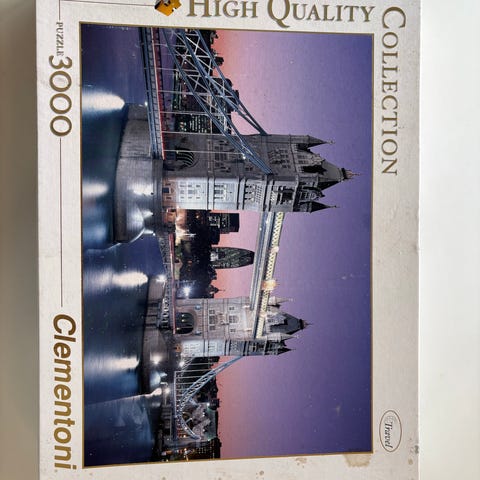 HIGH QUALITY COLLECTION
Travel
PUZZLE 3000
Clementoni